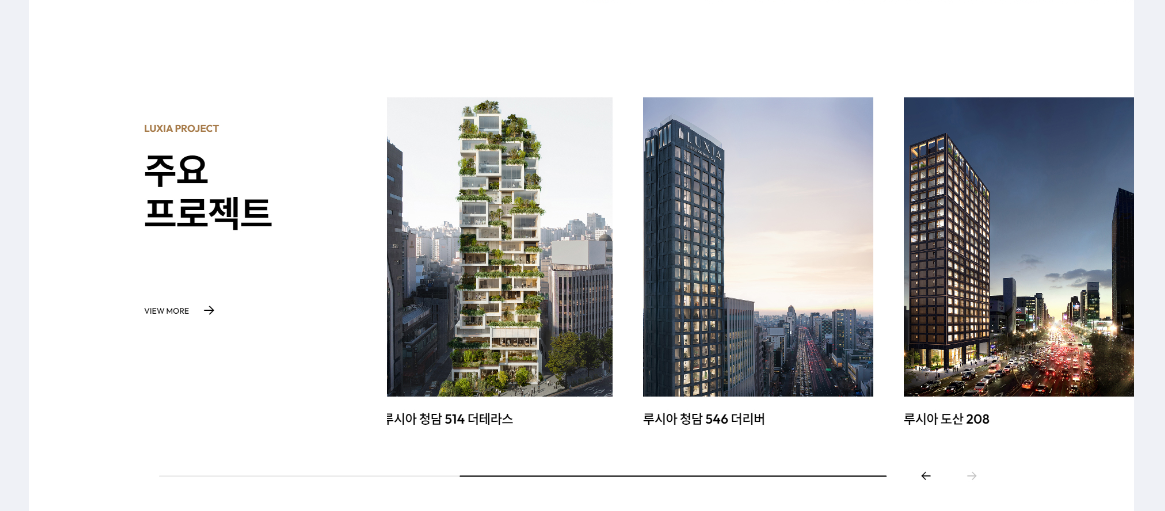 LUXIA PROJECT
주요
프로젝트
VIEW MORE
LUXIA
루시아 청담 514 더테라스
루시아 청담 546 더리버
루시아 도산 208